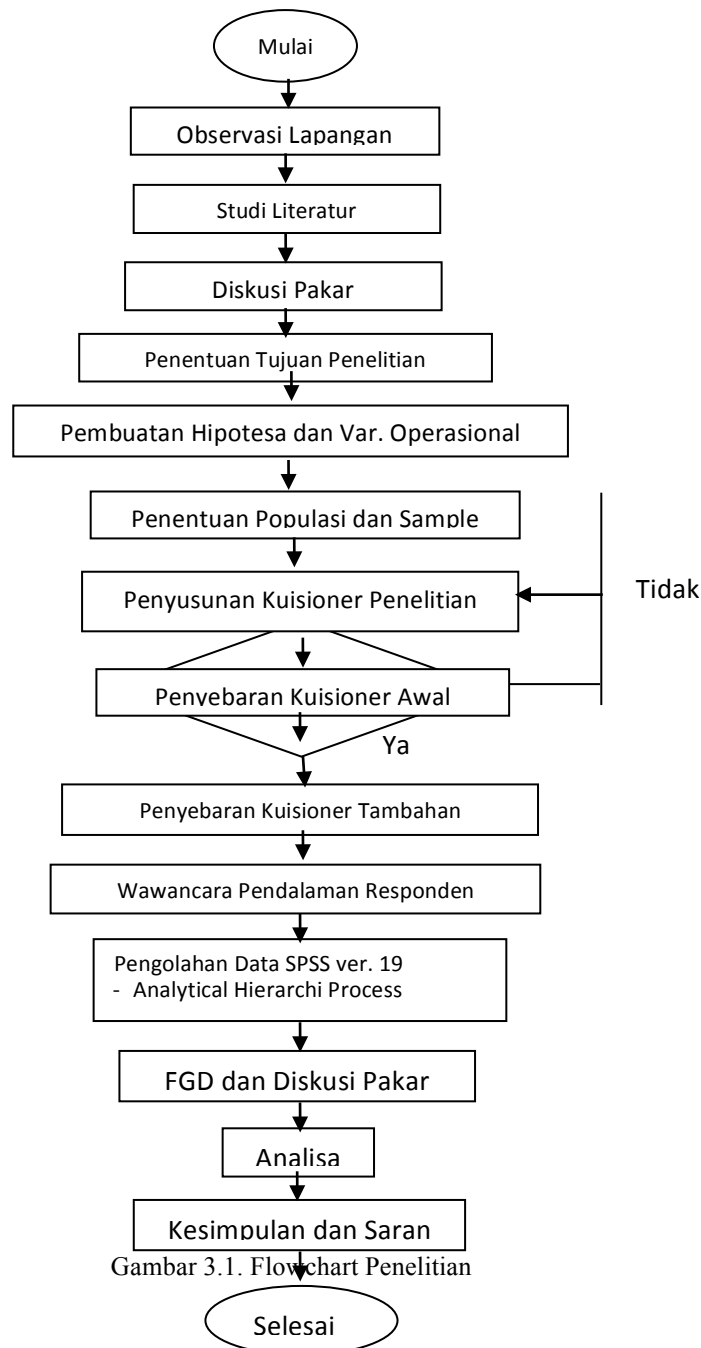 Mulai
Observasi Lapangan
Studi Literatur
Diskusi Pakar
Penentuan Tujuan Penelitian
Pembuatan Hipotesa dan Var. Operasional
Penentuan Populasi dan Sample
Penyusunan Kuisioner Penelitian
Tidak
Penyebaran Kuisioner Awal
Ya
Penyebaran Kuisioner Tambahan
Wawancara Pendalaman Responden
Pengolahan Data SPSS ver. 19
- Analytical Hierarchi Process
FGD dan Diskusi Pakar
Analisa
Kesimpulan dan Saran
Gambar 3.1. Flowchart Penelitian
Selesai